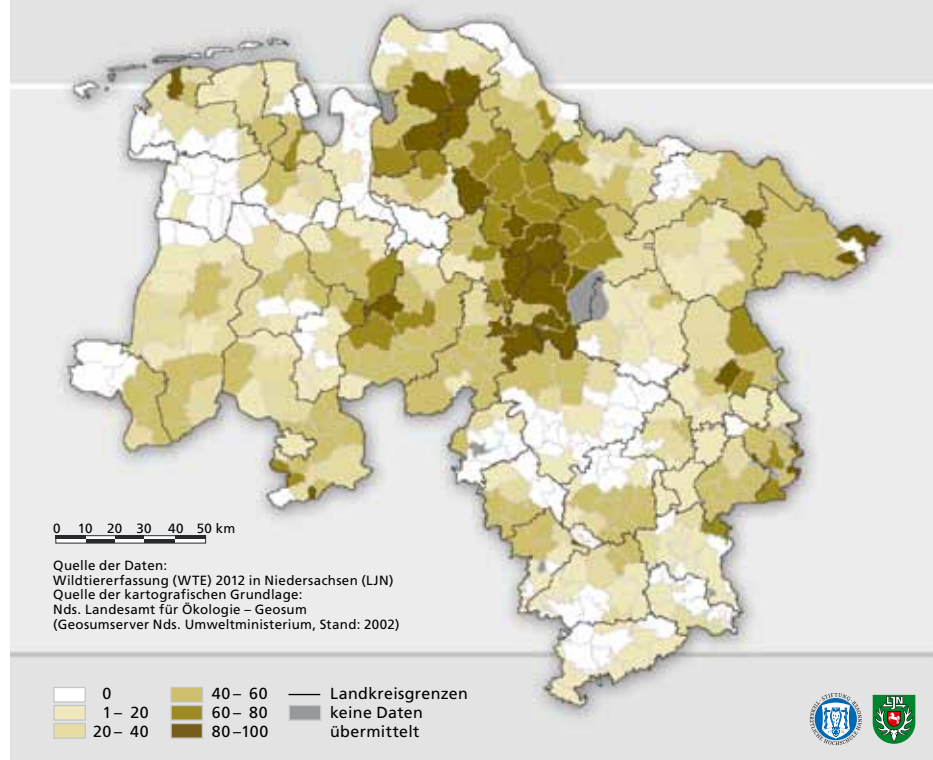 0 10 20 30 40 50 km
Quelle der Daten:
Wildtiererfassung (WTE) 2012 in Niedersachsen (LJN)
Quelle der kartografischen Grundlage:
Nds. Landesamt für Ökologie – Geosum
(Geosumserver Nds. Umweltministerium, Stand: 2002)
0
1 – 20
20 – 40
40 – 60
60 – 80
80 –100
Landkreisgrenzen
keine Daten
übermittelt
LJN